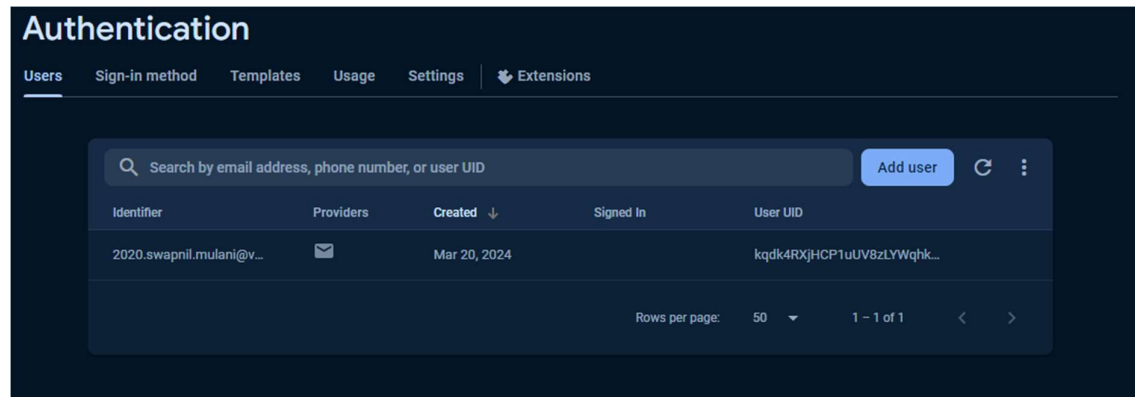 Authentication
Users Sign-in method Templates Usage Settings Extensions
Search by email address, phone number, or user UID Add user
Identifier Providers Created Signed In User UID
2020.swapnil.mulani@v... Mar 20, 2024 kqdk4RXjHCP1uUV8zLYWqhk...
Rows per page: 50 1 – 1 of 1